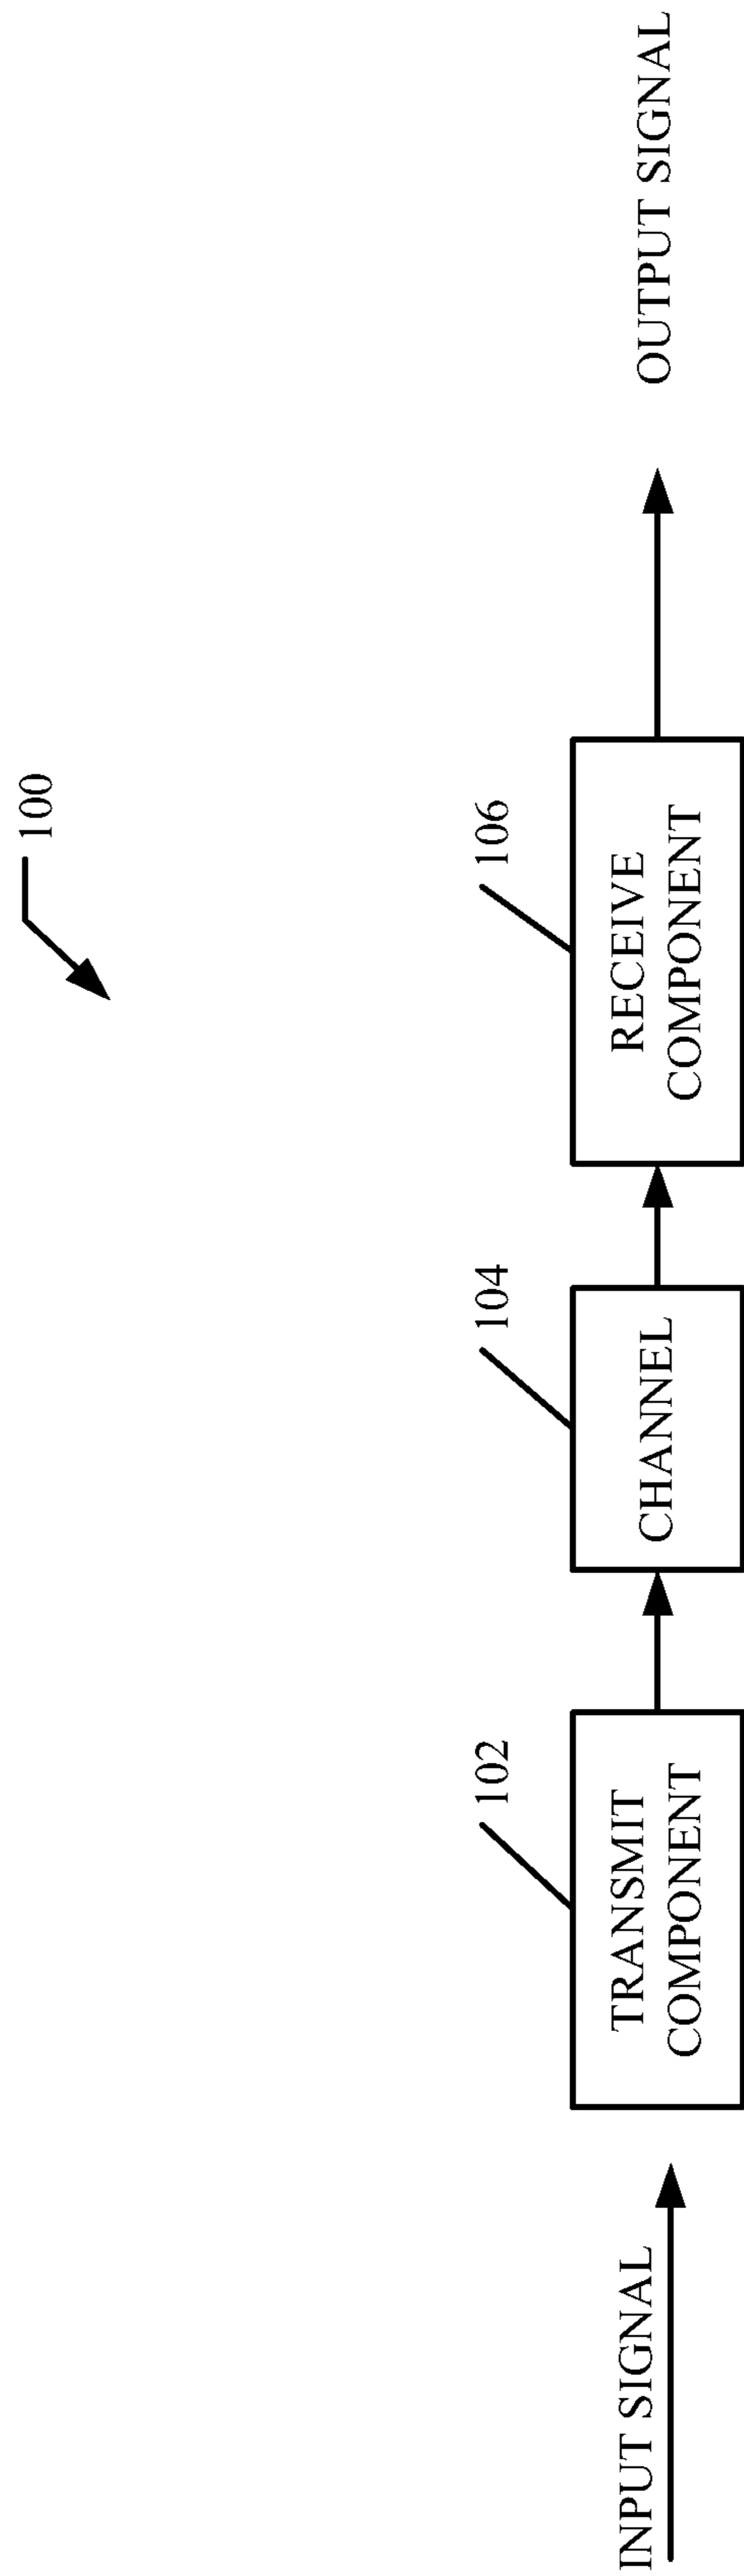 100
INPUT SIGNAL
102
TRANSMIT
COMPONENT
104
CHANNEL
106
RECEIVE
COMPONENT
OUTPUT SIGNAL